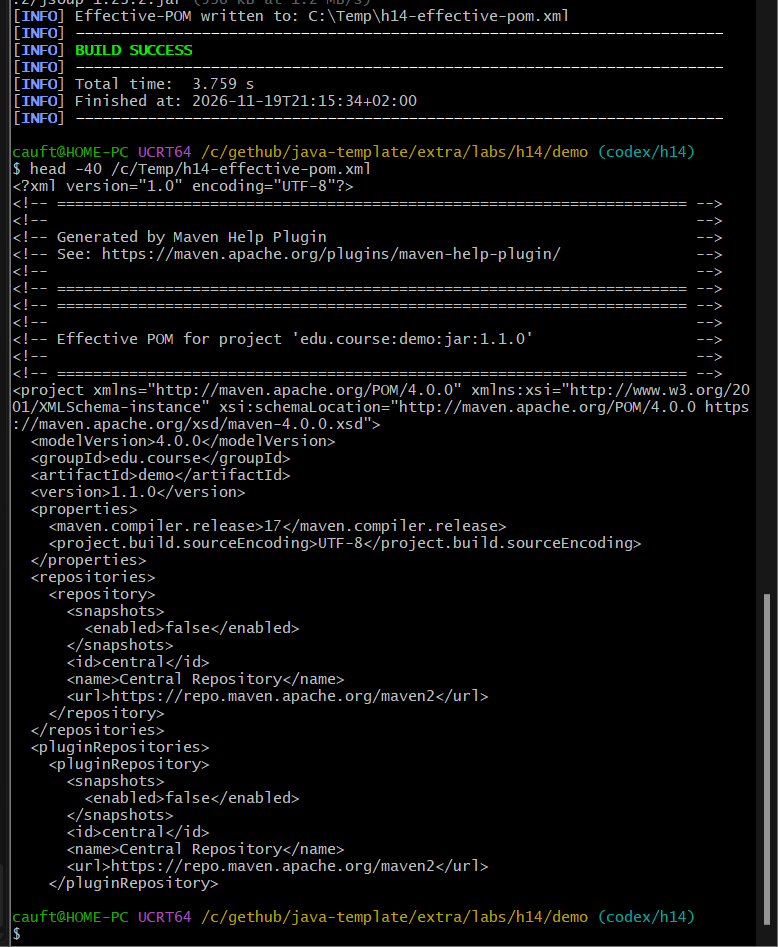 [INFO] Effective-POM written to: C:\Temp\h14-effective-pom.xml
[INFO] ------------------------------------------------------------------------
[INFO] BUILD SUCCESS
[INFO] ------------------------------------------------------------------------
[INFO] Total time:  3.759 s
[INFO] Finished at: 2026-11-19T21:15:34+02:00
[INFO] ------------------------------------------------------------------------
cauft@HOME-PC UCRT64 /c/gethub/java-template/extra/labs/h14/demo (codex/h14)
$ head -40 /c/Temp/h14-effective-pom.xml
<?xml version="1.0" encoding="UTF-8"?>
<!-- ====================================================================== -->
<!--                                                                        -->
<!-- Generated by Maven Help Plugin                                         -->
<!-- See: https://maven.apache.org/plugins/maven-help-plugin/               -->
<!--                                                                        -->
<!-- ====================================================================== -->
<!-- ====================================================================== -->
<!--                                                                        -->
<!-- Effective POM for project 'edu.course:demo:jar:1.1.0'                  -->
<!--                                                                        -->
<!-- ====================================================================== -->
<project xmlns="http://maven.apache.org/POM/4.0.0" xmlns:xsi="http://www.w3.org/20
01/XMLSchema-instance" xsi:schemaLocation="http://maven.apache.org/POM/4.0.0 https
://maven.apache.org/xsd/maven-4.0.0.xsd">
  <modelVersion>4.0.0</modelVersion>
  <groupId>edu.course</groupId>
  <artifactId>demo</artifactId>
  <version>1.1.0</version>
  <properties>
    <maven.compiler.release>17</maven.compiler.release>
    <project.build.sourceEncoding>UTF-8</project.build.sourceEncoding>
  </properties>
  <repositories>
    <repository>
      <snapshots>
        <enabled>false</enabled>
      </snapshots>
      <id>central</id>
      <name>Central Repository</name>
      <url>https://repo.maven.apache.org/maven2</url>
    </repository>
  </repositories>
  <pluginRepositories>
    <pluginRepository>
      <snapshots>
        <enabled>false</enabled>
      </snapshots>
      <id>central</id>
      <name>Central Repository</name>
      <url>https://repo.maven.apache.org/maven2</url>
    </pluginRepository>
cauft@HOME-PC UCRT64 /c/gethub/java-template/extra/labs/h14/demo (codex/h14)
$